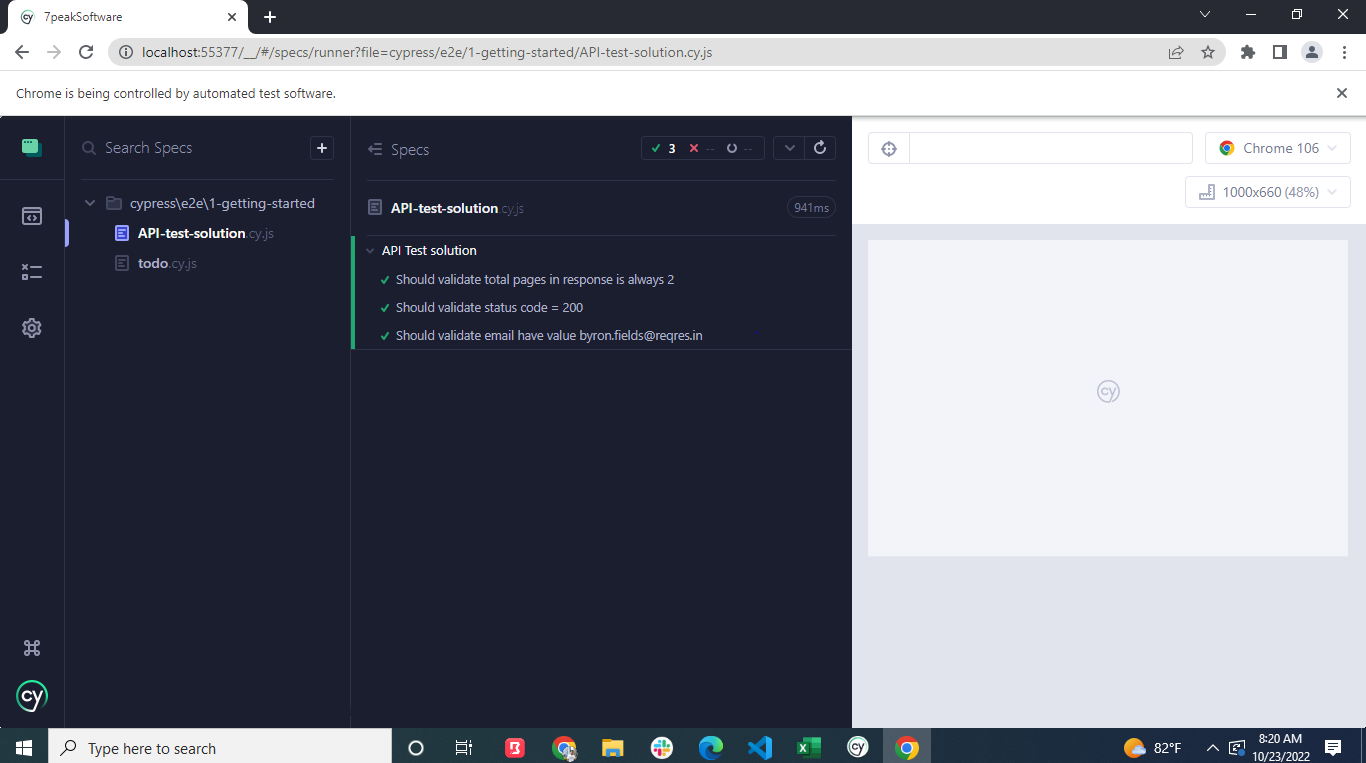 7peakSoftware
localhost:55377/__/#/specs/runner?file=cypress/e2e/1-getting-started/API-test-solution.cy.js
Chrome is being controlled by automated test software.
Search Specs
cypress\e2e\1-getting-started
API-test-solution.cy.js
todo.cy.js
Specs
3 -- --
API-test-solution.cy.js 941ms
API Test solution
Should validate total pages in response is always 2
Should validate status code = 200
Should validate email have value byron.fields@reqres.in
Chrome 106
1000x660 (48%)
cy
cy
Type here to search
cy
82°F
8:20 AM
10/23/2022